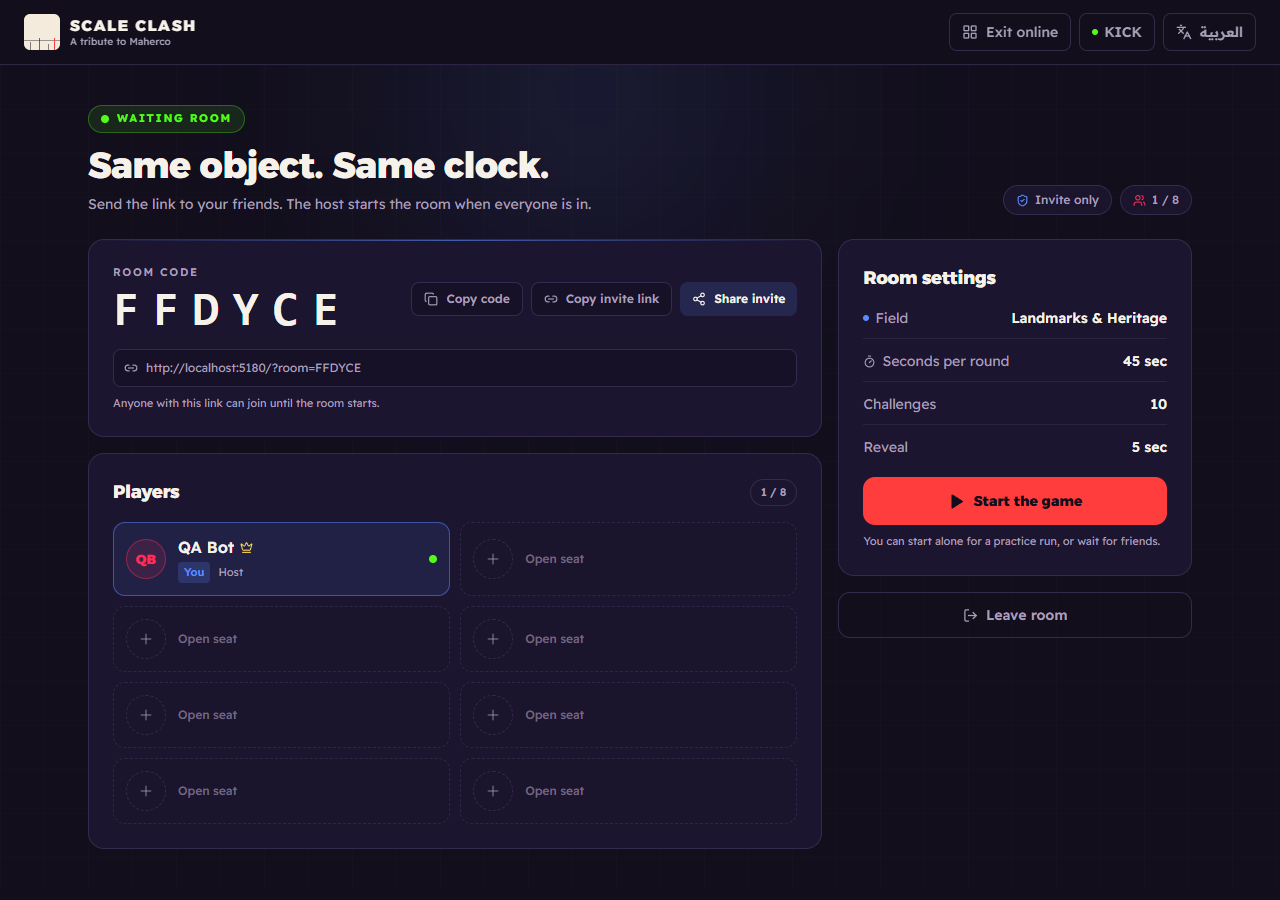 SCALE CLASH
A tribute to Maherco
Exit online
KICK
العربية
WAITING ROOM
Same object. Same clock.
Send the link to your friends. The host starts the room when everyone is in.
Invite only
1 / 8
ROOM CODE
FFDYCE
Copy code
Copy invite link
Share invite
http://localhost:5180/?room=FFDYCE
Anyone with this link can join until the room starts.
Players
1 / 8
QB
QA Bot
You Host
Open seat
Open seat
Open seat
Open seat
Open seat
Open seat
Open seat
Room settings
Field Landmarks & Heritage
Seconds per round 45 sec
Challenges 10
Reveal 5 sec
Start the game
You can start alone for a practice run, or wait for friends.
Leave room